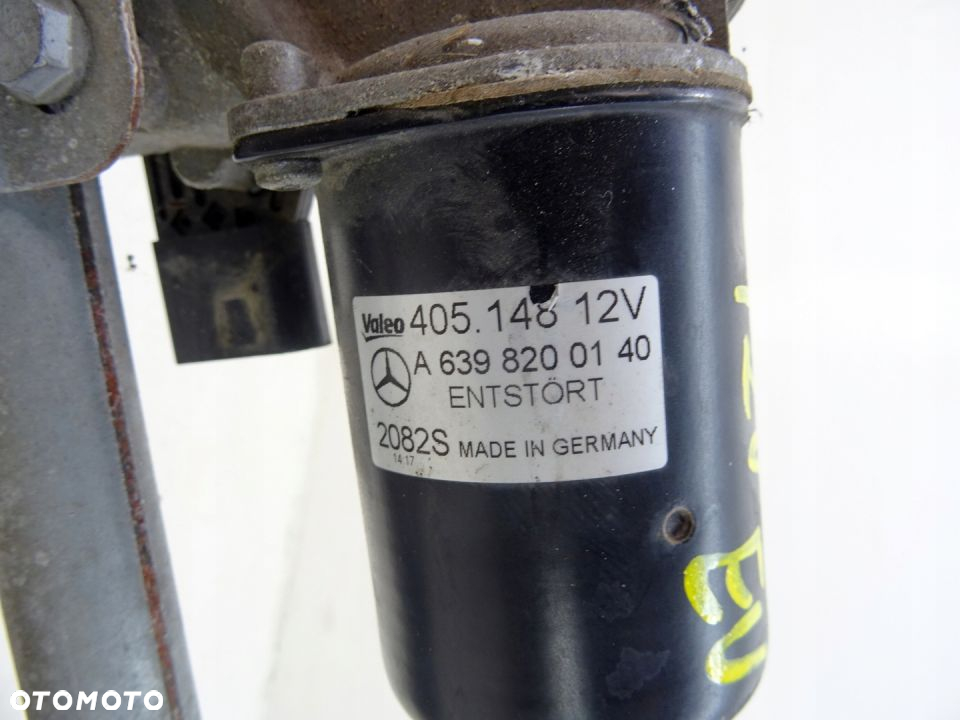 Valeo 405.148 12V
A 639 820 01 40
ENTSTÖRT
2082S MADE IN GERMANY
14:17
OTOMOTO